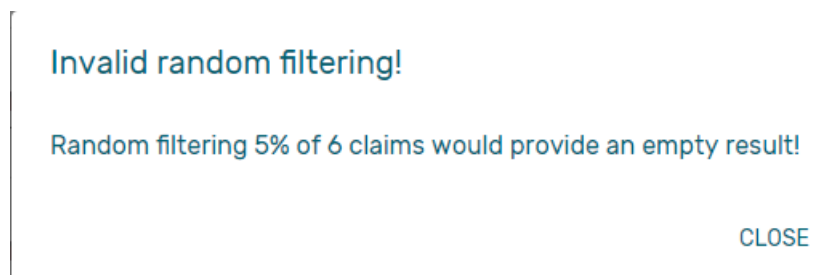 Invalid random filtering!
Random filtering 5% of 6 claims would provide an empty result!
CLOSE